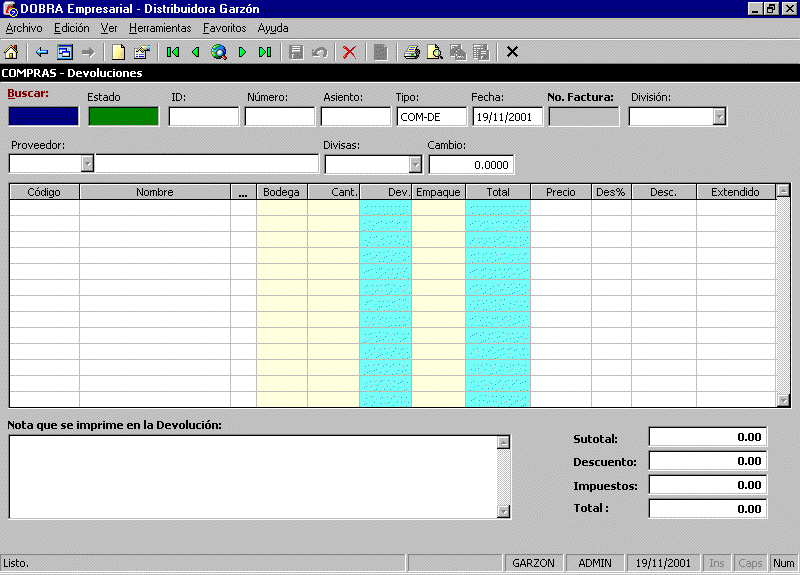 DOBRA Empresarial - Distribuidora Garzón
Archivo Edición Ver Herramientas Favoritos Ayuda
COMPRAS - Devoluciones
Buscar: Estado ID: Número: Asiento: Tipo: Fecha: No. Factura: División:
COM-DE 19/11/2001
Proveedor: Divisas: Cambio:
0.0000
Código Nombre ... Bodega Cant. Dev. Empaque Total Precio Des% Desc. Extendido
Nota que se imprime en la Devolución:
Sutotal: 0.00
Descuento: 0.00
Impuestos: 0.00
Total : 0.00
Listo. GARZON ADMIN 19/11/2001 Ins Caps Num